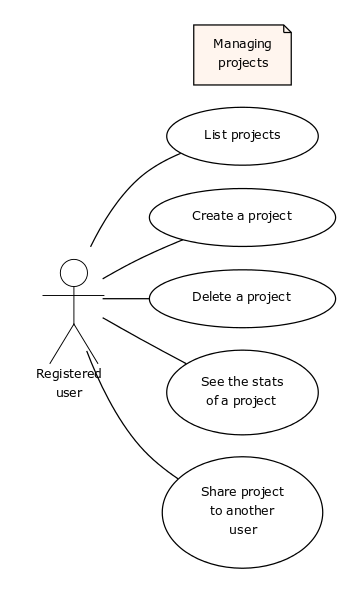 Managing
projects
List projects
Create a project
Delete a project
See the stats
of a project
Registered
user
Share project
to another
user